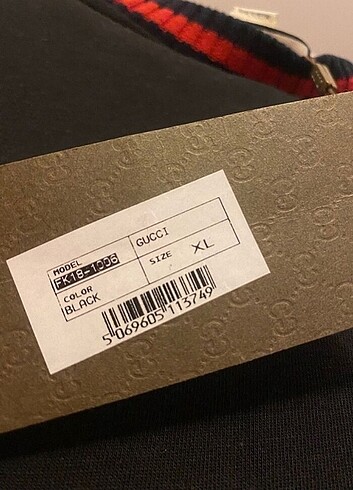 MODEL GUCCI
FK18-1006
COLOR SIZE XL
BLACK
5 069605 113749